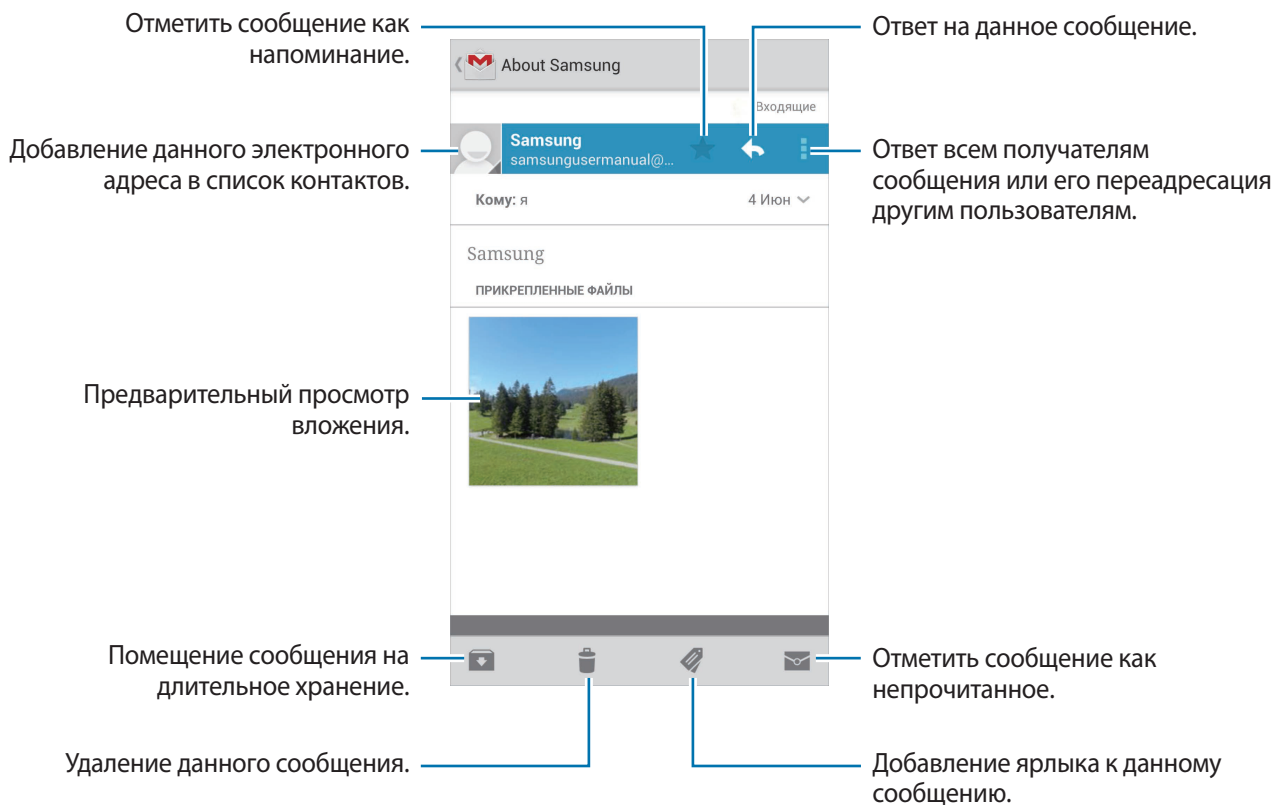 Отметить сообщение как
напоминание.
Ответ на данное сообщение.
About Samsung
Входящие
Добавление данного электронного
адреса в список контактов.
Samsung
samsungusermanual@...
Ответ всем получателям
сообщения или его переадресация
другим пользователям.
Кому: я
4 Июн
Samsung
ПРИКРЕПЛЕННЫЕ ФАЙЛЫ
Предварительный просмотр
вложения.
Помещение сообщения на
длительное хранение.
Отметить сообщение как
непрочитанное.
Удаление данного сообщения.
Добавление ярлыка к данному
сообщению.